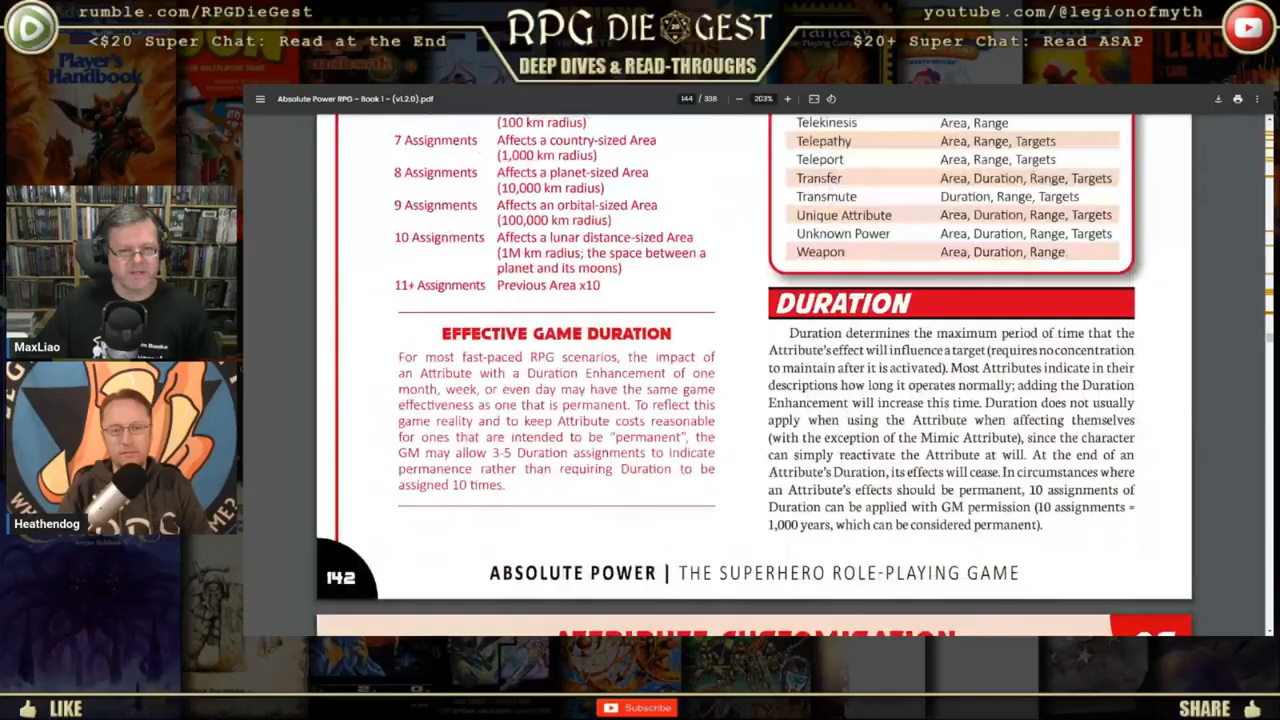 rumble.com/RPGDieGest
<$20 Super Chat: Read at the End
RPG DIE GEST
DEEP DIVES & READ-THROUGHS
youtube.com/@legionofmyth
$20+ Super Chat: Read ASAP
Player's
Handbook
Absolute Power RPG - Book 1 - (v1.2.0).pdf
144 / 338
203%
(100 km radius)
7 Assignments Affects a country-sized Area
(1,000 km radius)
8 Assignments Affects a planet-sized Area
(10,000 km radius)
9 Assignments Affects an orbital-sized Area
(100,000 km radius)
10 Assignments Affects a lunar distance-sized Area
(1M km radius; the space between a
planet and its moons)
11+ Assignments Previous Area x10
EFFECTIVE GAME DURATION
For most fast-paced RPG scenarios, the impact of
an Attribute with a Duration Enhancement of one
month, week, or even day may have the same game
effectiveness as one that is permanent. To reflect this
game reality and to keep Attribute costs reasonable
for ones that are intended to be "permanent", the
GM may allow 3-5 Duration assignments to indicate
permanence rather than requiring Duration to be
assigned 10 times.
Telekinesis Area, Range
Telepathy Area, Range, Targets
Teleport Area, Range, Targets
Transfer Area, Duration, Range, Targets
Transmute Duration, Range, Targets
Unique Attribute Area, Duration, Range, Targets
Unknown Power Area, Duration, Range, Targets
Weapon Area, Duration, Range
DURATION
Duration determines the maximum period of time that the
Attribute's effect will influence a target (requires no concentration
to maintain after it is activated). Most Attributes indicate in their
descriptions how long it operates normally; adding the Duration
Enhancement will increase this time. Duration does not usually
apply when using the Attribute when affecting themselves
(with the exception of the Mimic Attribute), since the character
can simply reactivate the Attribute at will. At the end of an
Attribute's Duration, its effects will cease. In circumstances where
an Attribute's effects should be permanent, 10 assignments of
Duration can be applied with GM permission (10 assignments =
1,000 years, which can be considered permanent).
142
ABSOLUTE POWER | THE SUPERHERO ROLE-PLAYING GAME
ATTRIBUTE CUSTOMISATION
MaxLiao
Heathendog
LIKE
Subscribe
SHARE